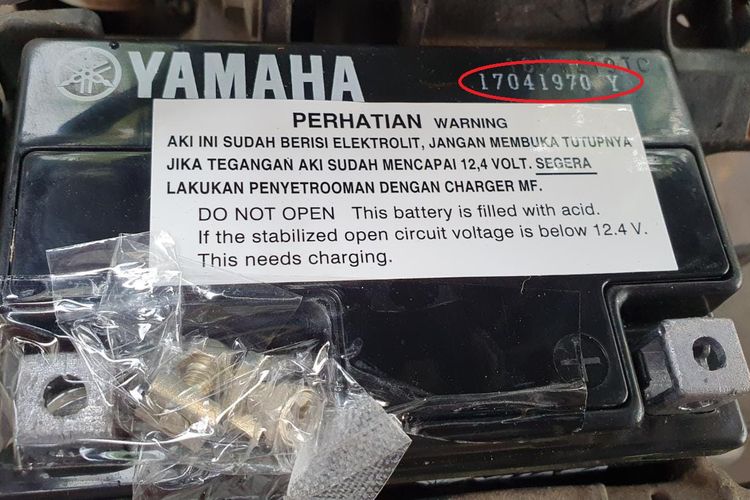 YAMAHA
17041970 Y
PERHATIAN WARNING
AKI INI SUDAH BERISI ELEKTROLIT, JANGAN MEMBUKA TUTUPNYA
JIKA TEGANGAN AKI SUDAH MENCAPAI 12,4 VOLT. SEGERA
LAKUKAN PENYETROOMAN DENGAN CHARGER MF.
DO NOT OPEN This battery is filled with acid.
If the stabilized open circuit voltage is below 12.4 V.
This needs charging.